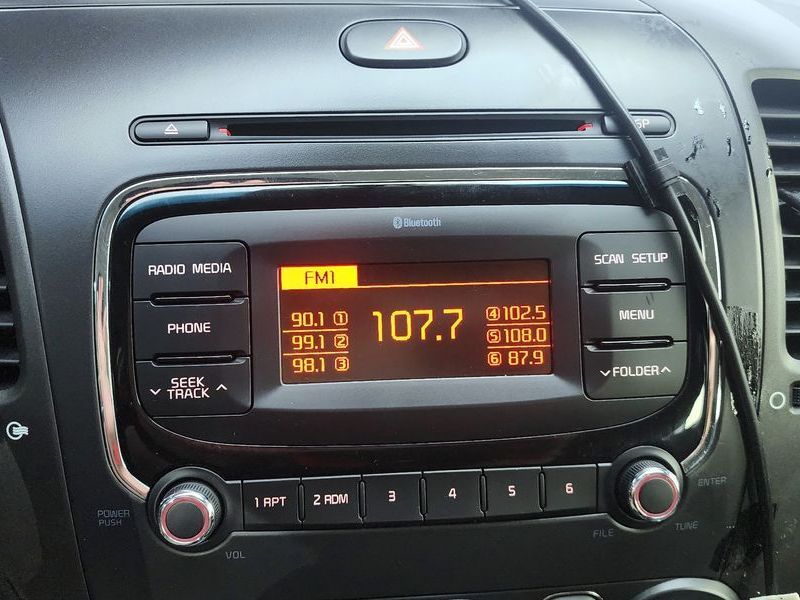 SP
Bluetooth
RADIO MEDIA
PHONE
SEEK
TRACK
FM1
90.1 1
99.1 2
98.1 3
107.7
4 102.5
5 108.0
6 87.9
SCAN SETUP
MENU
FOLDER
1 RPT
2 RDM
3
4
5
6
POWER
PUSH
VOL
FILE
TUNE
ENTER